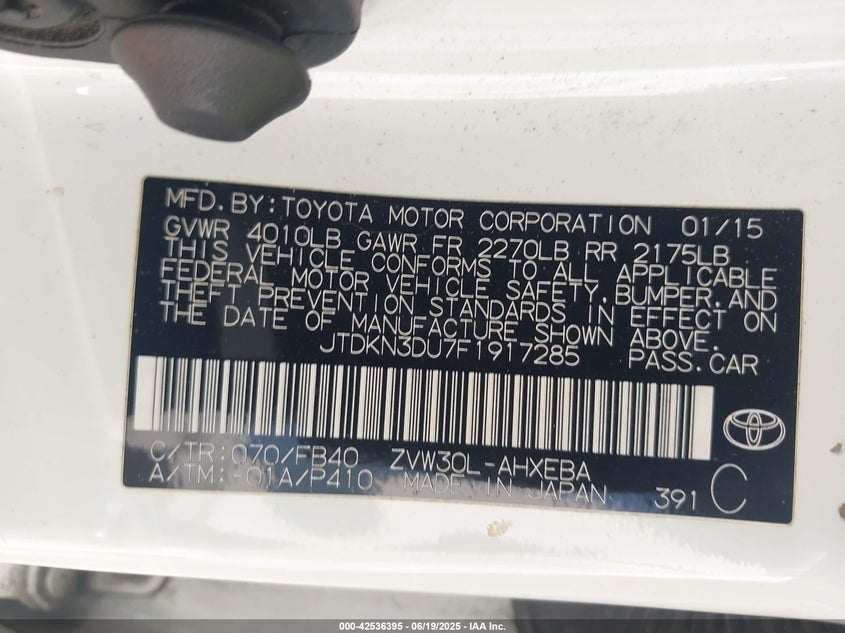 MFD.BY:TOYOTA MOTOR CORPORATION 01/15
GVWR 4010LB GAWR FR 2270LB RR 2175LB
THIS VEHICLE CONFORMS TO ALL APPLICABLE
FEDERAL MOTOR VEHICLE SAFETY,BUMPER,AND
THEFT PREVENTION STANDARDS IN EFFECT ON
THE DATE OF MANUFACTURE SHOWN ABOVE.
JTDKN3DU7F1917285 PASS.CAR
C/TR:070/FB40 ZVW30L-AHXEBA
A/TM:-01A/P410 MADE IN JAPAN 391 C
000-42536395 - 06/19/2025 - IAA Inc.